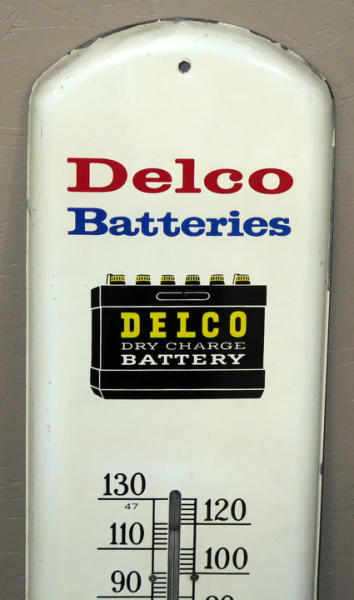 Delco
Batteries
DELCO
DRY CHARGE
BATTERY
130
47
120
110
100
90